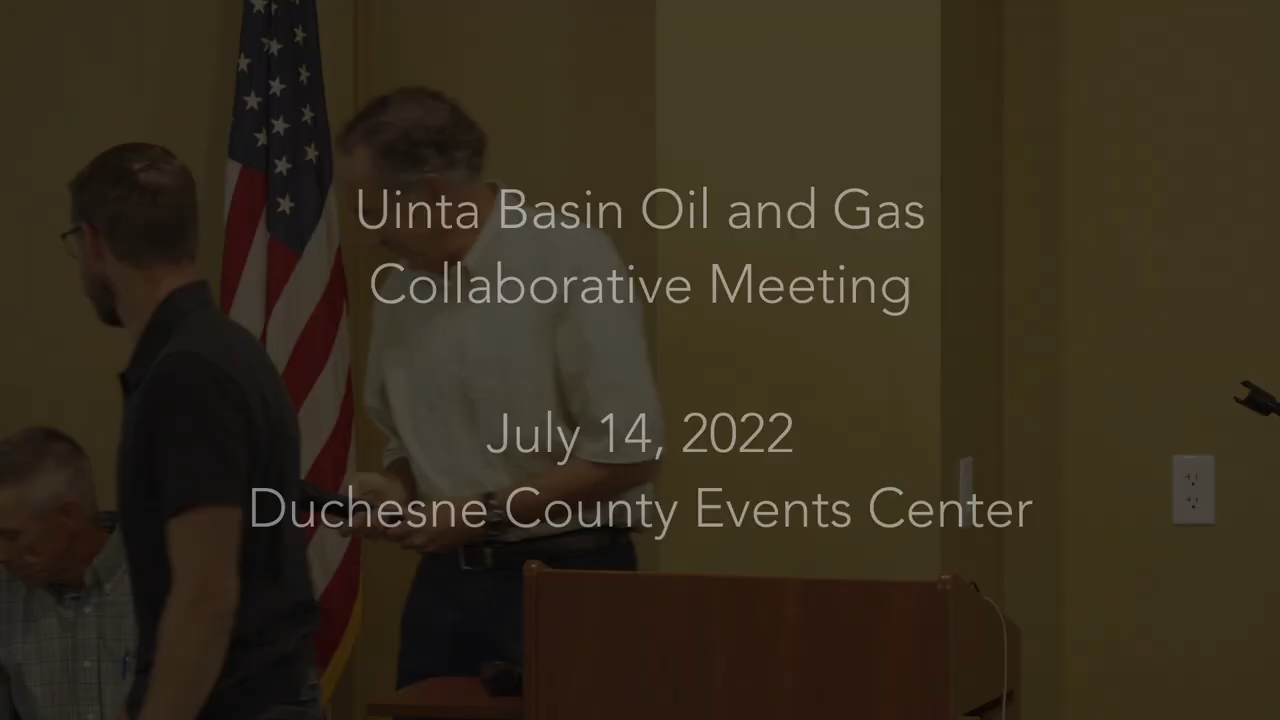 Uinta Basin Oil and Gas
Collaborative Meeting
July 14, 2022
Duchesne County Events Center